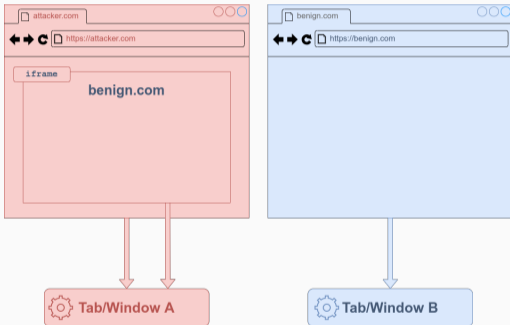 attacker.com
https://attacker.com
iframe
benign.com
Tab/Window A
benign.com
https://benign.com
Tab/Window B